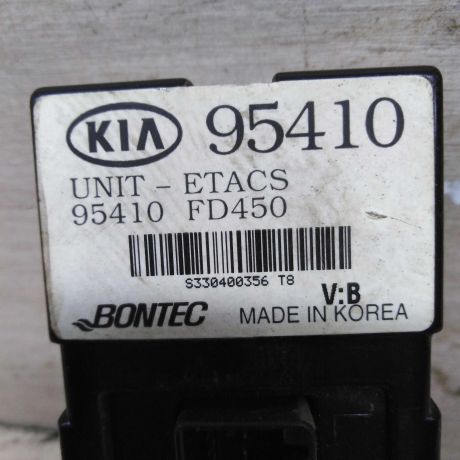 KIA 95410
UNIT - ETACS
95410 FD450
S330400356 T8
V:B
BONTEC MADE IN KOREA